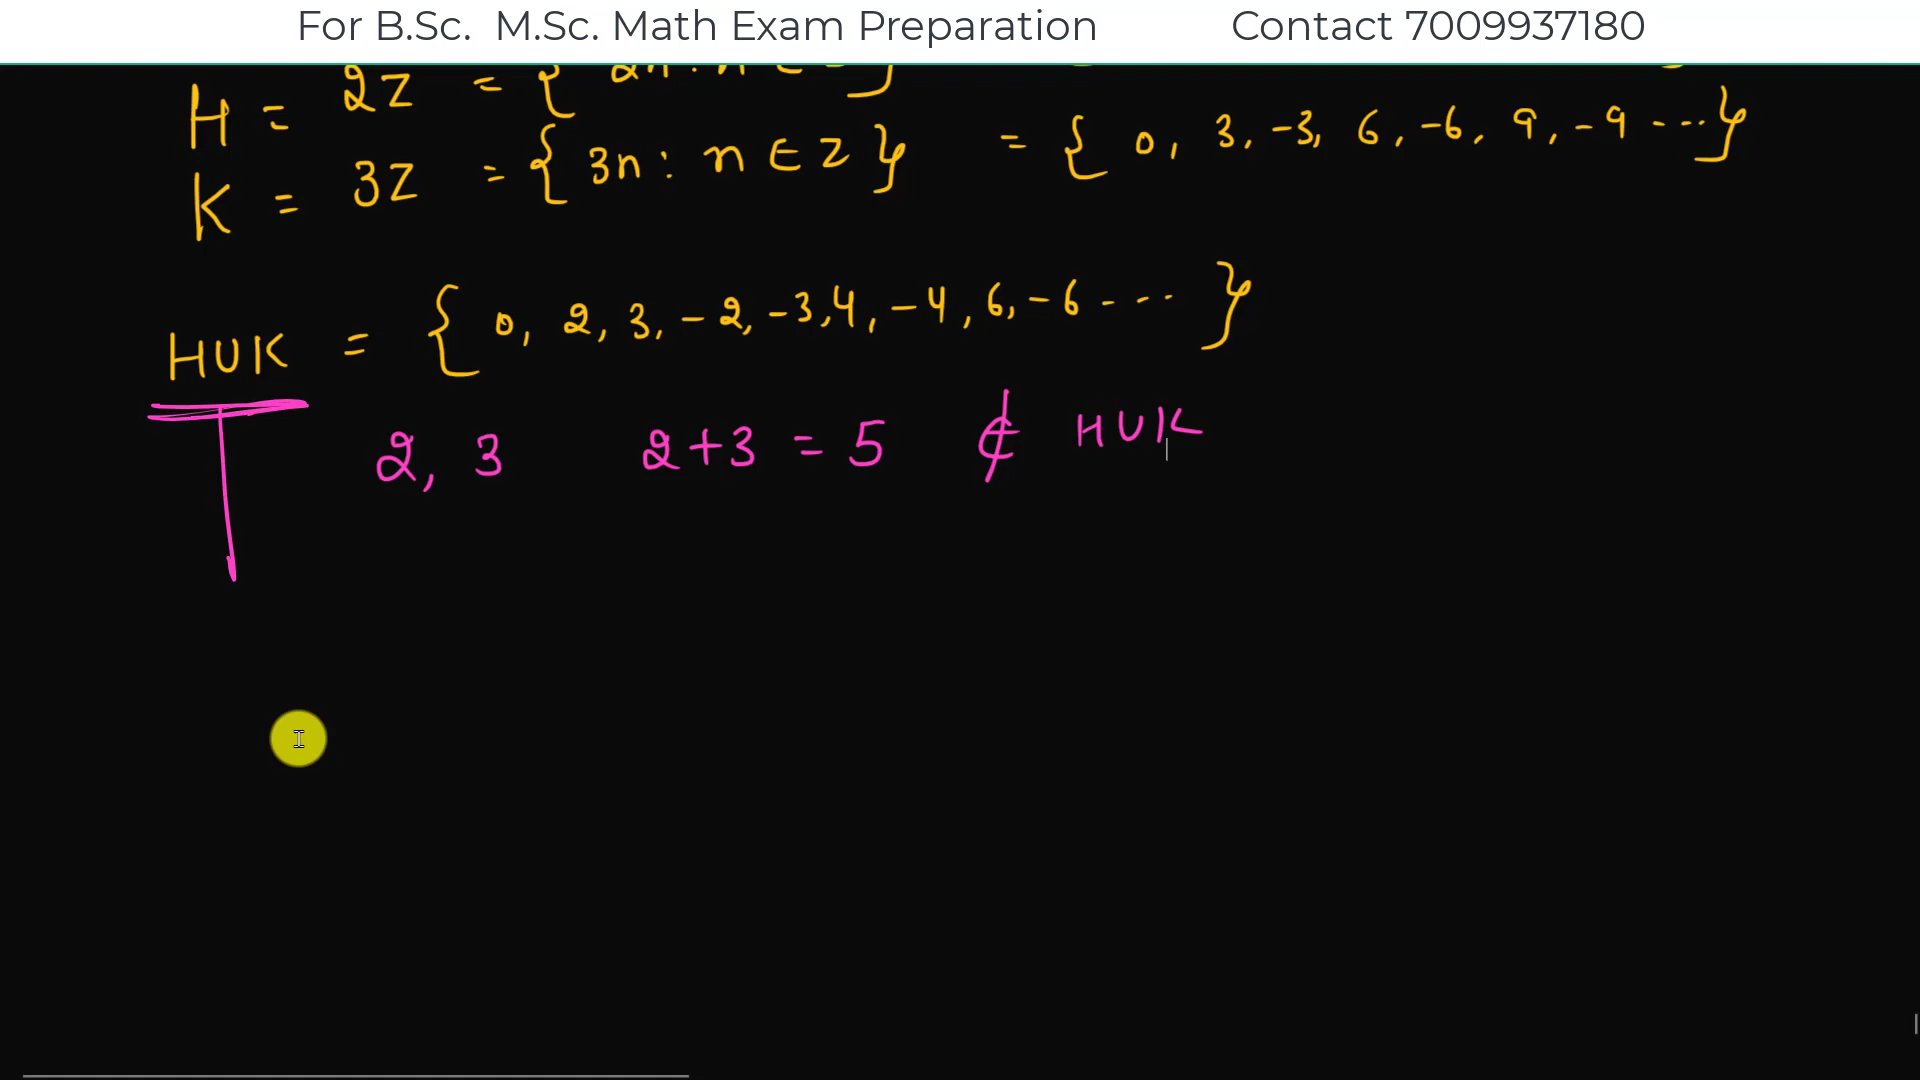 For B.Sc. M.Sc. Math Exam Preparation Contact 7009937180
H = 2Z = { 2n : n ∈ }
K = 3Z = { 3n : n ∈ Z } = { 0, 3, -3, 6, -6, 9, -9 --- }
HUK = { 0, 2, 3, -2, -3, 4, -4, 6, -6 --- }
2, 3 2+3 = 5 ∉ HUK